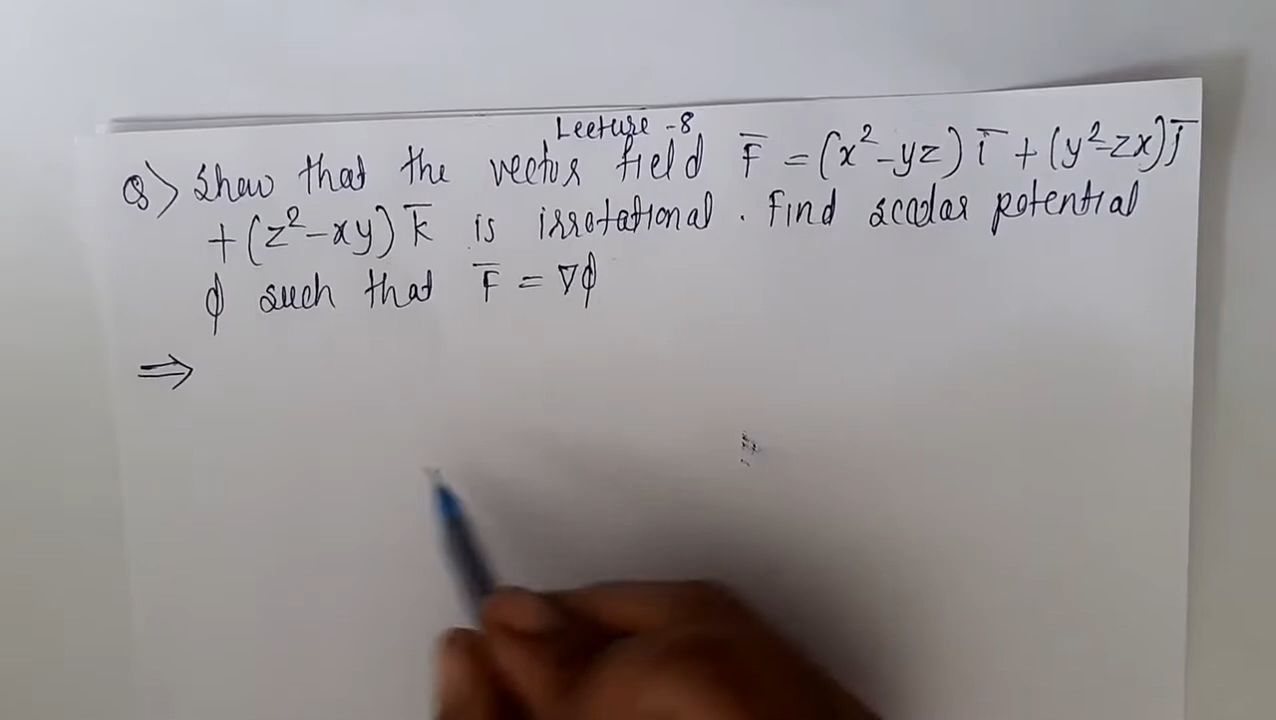 Lecture -8
Q) Show that the vector field F̅ = (x²-yz) i̅ + (y²-zx) j̅
+ (z²-xy) k̅ is irrotational . Find scalar potential
ϕ such that F̅ = ∇ϕ
⇒